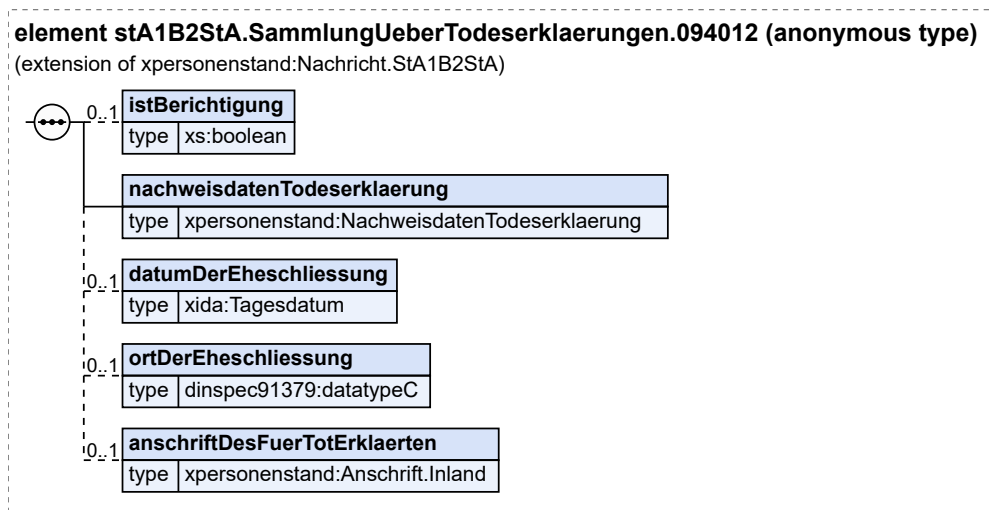 element stA1B2StA.SammlungUeberTodeserklaerungen.094012 (anonymous type)
(extension of xpersonenstand:Nachricht.StA1B2StA)
0..1 istBerichtigung
type xs:boolean
nachweisdatenTodeserklaerung
type xpersonenstand:NachweisdatenTodeserklaerung
0..1 datumDerEheschliessung
type xida:Tagesdatum
0..1 ortDerEheschliessung
type dinspec91379:datatypeC
0..1 anschriftDesFuerTotErklaerten
type xpersonenstand:Anschrift.Inland